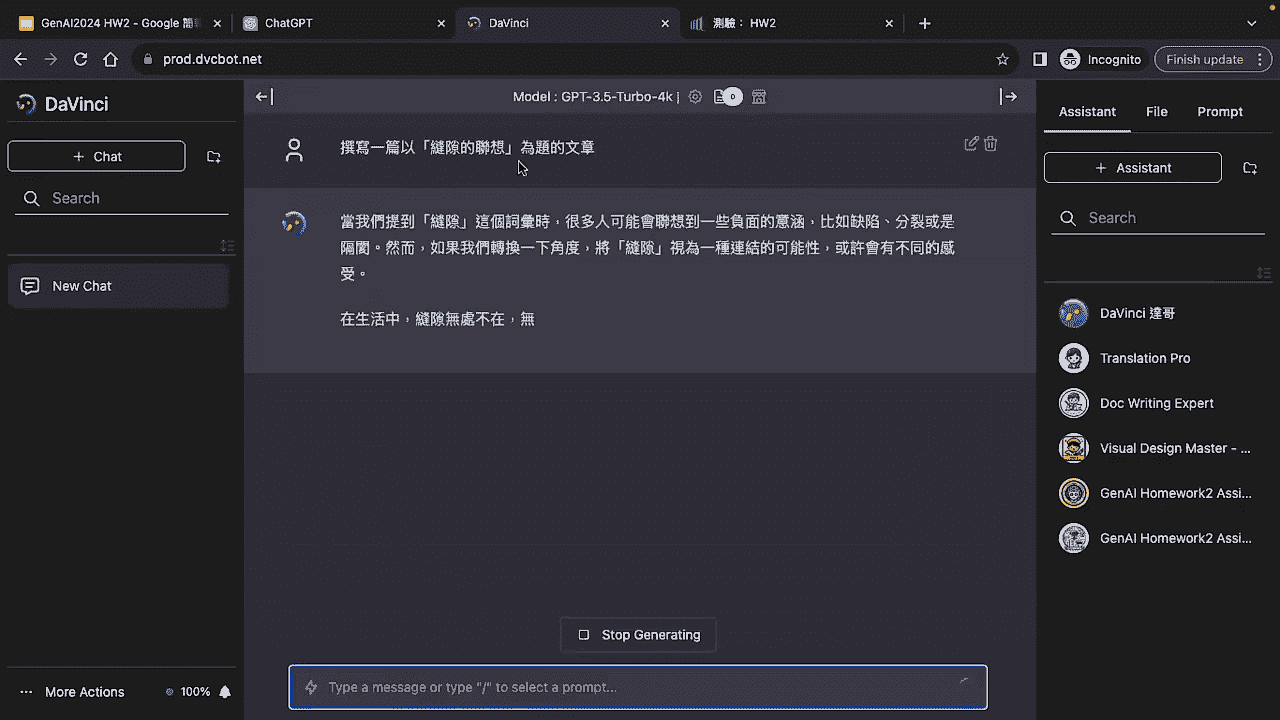 GenAI2024 HW2 - Google 簡
ChatGPT
DaVinci
測驗： HW2
prod.dvcbot.net
Incognito
Finish update
DaVinci
Model : GPT-3.5-Turbo-4k
0
Assistant
File
Prompt
+ Chat
+ Assistant
Search
Search
撰寫一篇以「縫隙的聯想」為題的文章
當我們提到「縫隙」這個詞彙時，很多人可能會聯想到一些負面的意涵，比如缺陷、分裂或是
隔閡。然而，如果我們轉換一下角度，將「縫隙」視為一種連結的可能性，或許會有不同的感
受。
在生活中，縫隙無處不在，無
New Chat
DaVinci 達哥
Translation Pro
Doc Writing Expert
Visual Design Master - ...
GenAI Homework2 Assi...
GenAI Homework2 Assi...
Stop Generating
Type a message or type "/" to select a prompt...
More Actions
100%